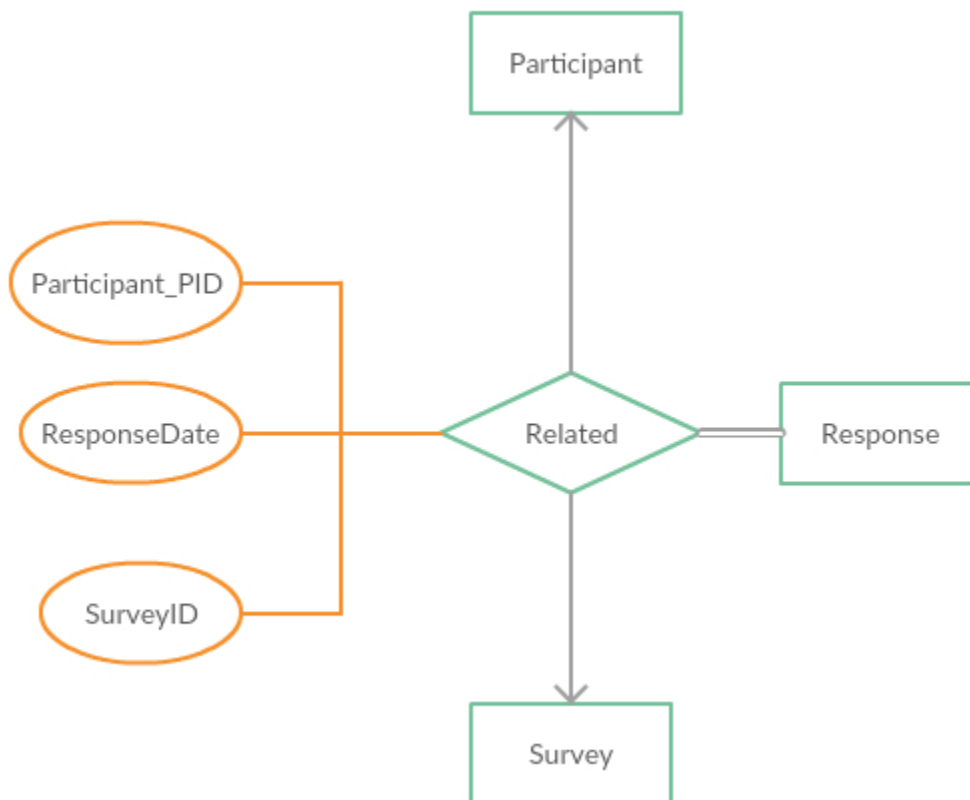 Participant
Participant_PID
ResponseDate
Related
Response
SurveyID
Survey